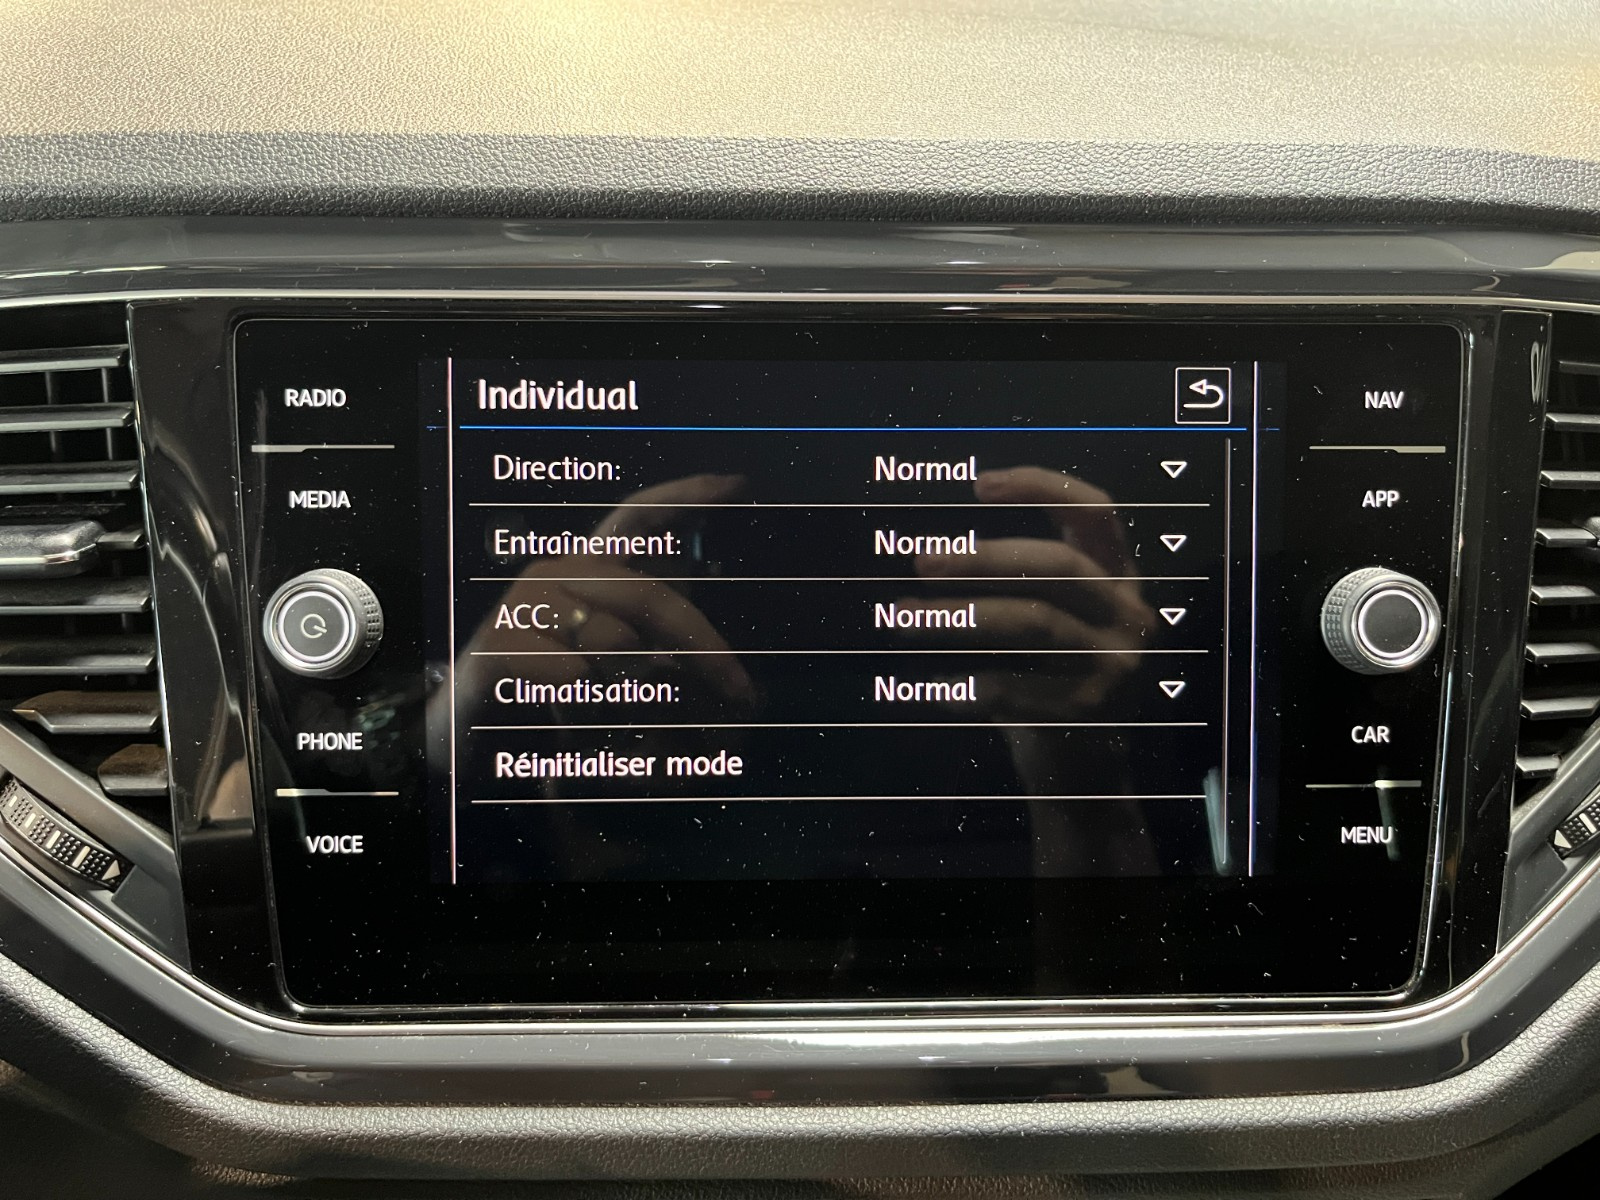 Individual
Direction: Normal
Entraînement: Normal
ACC: Normal
Climatisation: Normal
Réinitialiser mode
RADIO
MEDIA
PHONE
VOICE
NAV
APP
CAR
MENU